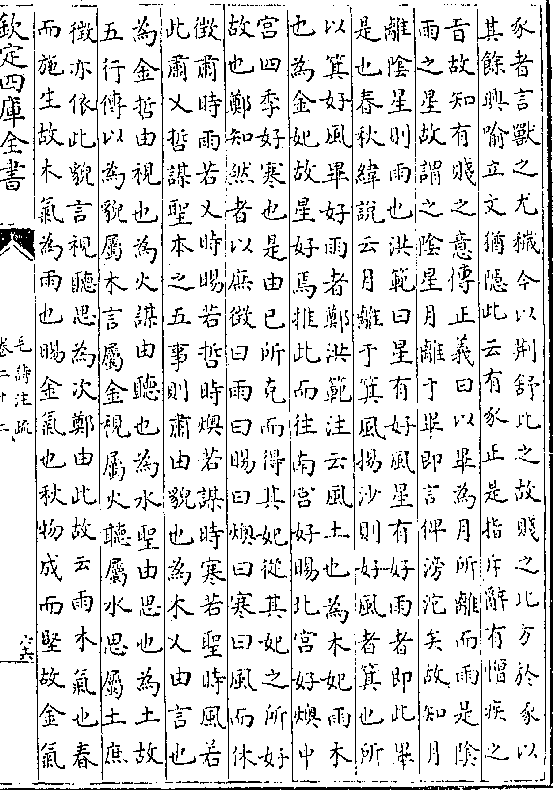 豕者言獸之尤穢今以荆舒比之故賤之比方於豕以
其餘興喻立文猶隱此云有豕正是指斥辭有憎疾之
旨故知有賤之意傳正義曰以畢為月所離而雨是陰
雨之星故謂之陰星月離于畢即言俾滂沱矣故知月
離陰星則雨也洪範曰星有好風星有好雨者即此畢
是也春秋緯說云月離于箕風揚沙則好風者箕也所
以箕好風畢好雨者鄭洪範注云風土也為木妃雨木
也為金妃故星好焉推此而往南宮好暘北宮好燠中
宮四季好寒也是由已所克而得其妃從其妃之所好
故也鄭知然者以庶徵曰雨曰暘曰燠曰寒曰風而休
徵肅時雨若乂時暘若哲時燠若謀時寒若聖時風若
此肅乂哲謀聖本之五事則肅由貌也為木乂由言也
為金哲由視也為火謀由聽也為水聖由思也為土故
五行傳以為貌屬木言屬金視屬火聽屬水思屬土庶
徵亦依此貌言視聽思為次鄭由此故云雨木氣也春
而施生故木氣為雨也暘金氣也秋物成而堅故金氣
欽定四庫全書
毛詩注疏
卷二十二